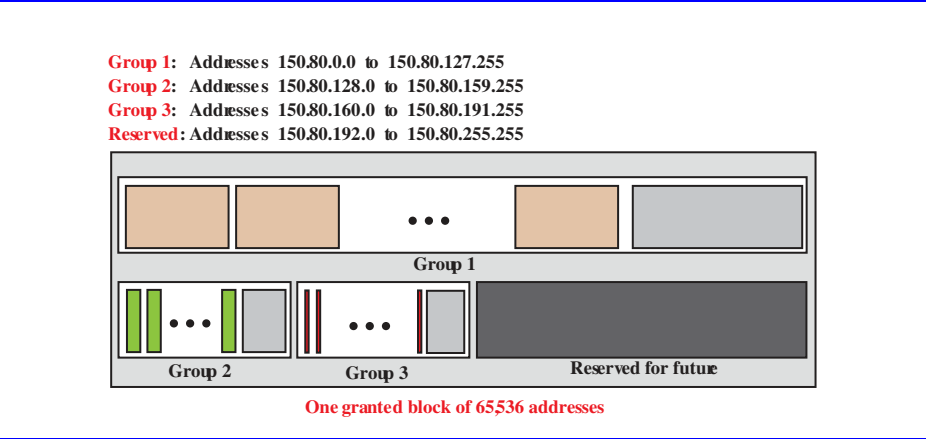 Group 1: Addresses 150.80.0.0 to 150.80.127.255
Group 2: Addresses 150.80.128.0 to 150.80.159.255
Group 3: Addresses 150.80.160.0 to 150.80.191.255
Reserved: Addresses 150.80.192.0 to 150.80.255.255
Group 1
Group 2
Group 3
Reserved for future
One granted block of 65,536 addresses